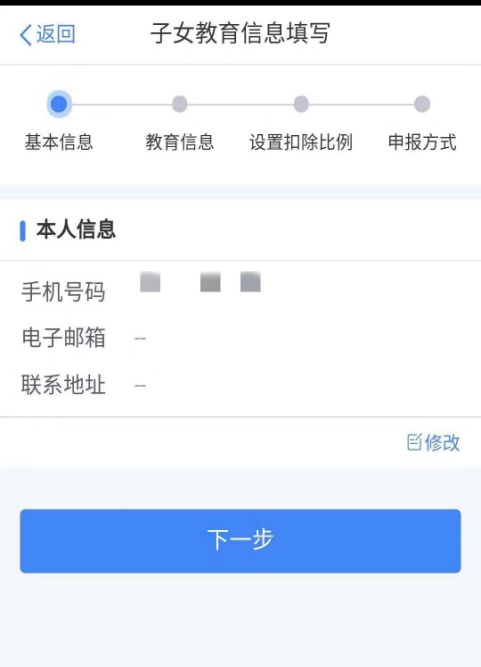 返回 子女教育信息填写
基本信息 教育信息 设置扣除比例 申报方式
本人信息
手机号码
电子邮箱 --
联系地址 --
修改
下一步